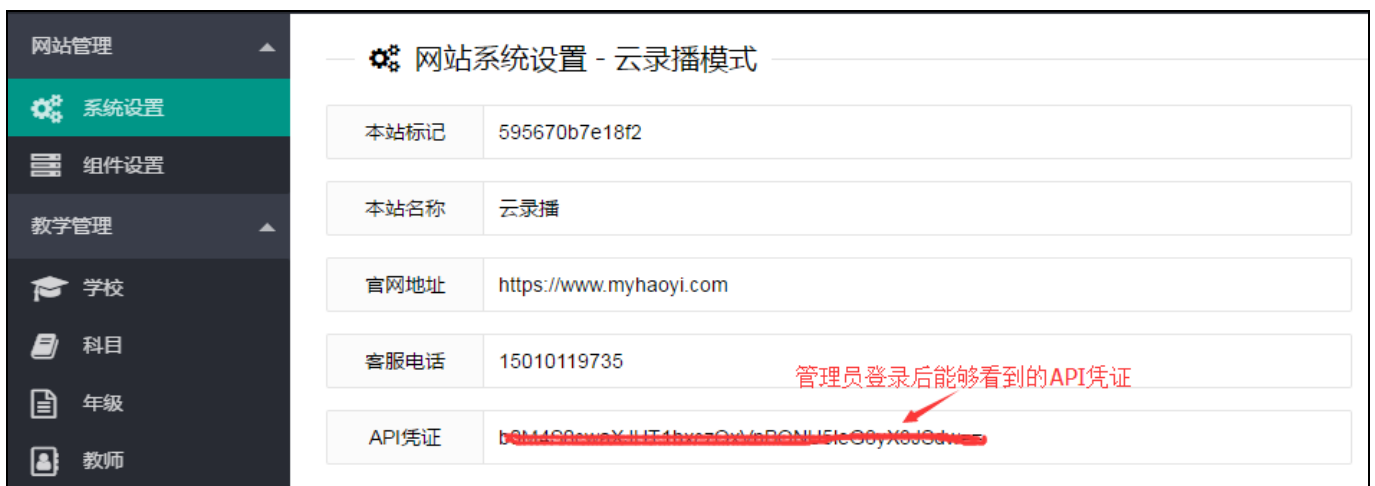 网站管理
系统设置
组件设置
教学管理
学校
科目
年级
教师
网站系统设置 - 云录播模式
本站标记 595670b7e18f2
本站名称 云录播
官网地址 https://www.myhaoyi.com
客服电话 15010119735
管理员登录后能够看到的API凭证
API凭证